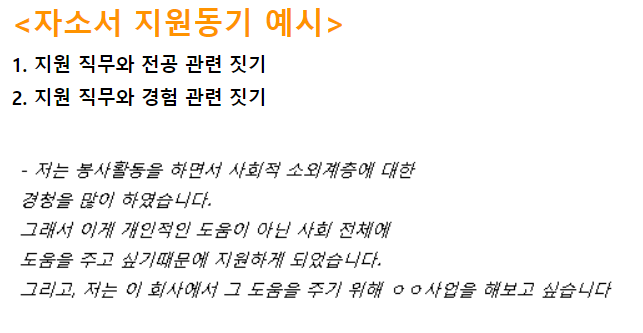 <자소서 지원동기 예시>
1. 지원 직무와 전공 관련 짓기
2. 지원 직무와 경험 관련 짓기
- 저는 봉사활동을 하면서 사회적 소외계층에 대한
경청을 많이 하였습니다.
그래서 이게 개인적인 도움이 아닌 사회 전체에
도움을 주고 싶기때문에 지원하게 되었습니다.
그리고, 저는 이 회사에서 그 도움을 주기 위해 ㅇㅇ사업을 해보고 싶습니다